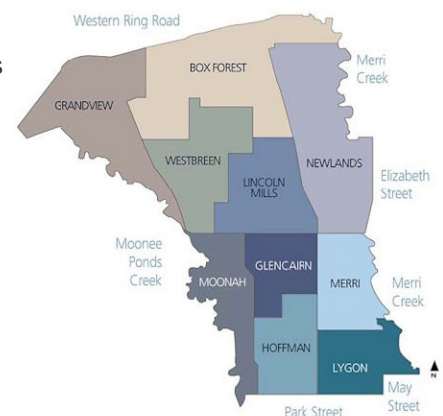 Western Ring Road
s
BOX FOREST
Merri
Creek
GRANDVIEW
WESTBREEN
NEWLANDS
LINCOLN
MILLS
Elizabeth
Street
Moonee
Ponds
Creek
GLENCAIRN
MOONAH
MERRI
Merri
Creek
HOFFMAN
LYGON
N
May
Street
Park Street